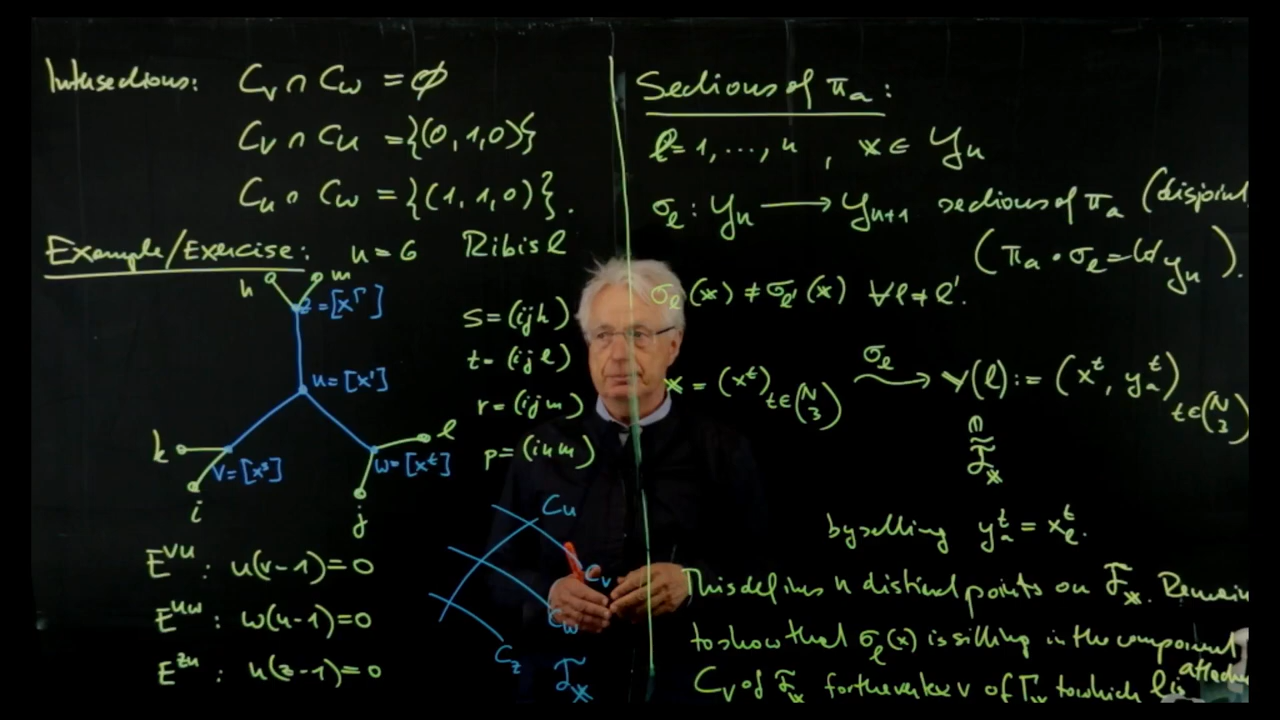 Intersections: C_v ∩ C_w = ∅
C_v ∩ C_u = {(0, 1, 0)}
C_u ∩ C_w = {(1, 1, 0)}.
Example/Exercise: n = 6 Ribisl
n m
z = [x^r]
u = [x']
k
v = [x^s]
i
l
w = [x^t]
j
s = (ijk)
t = (ijl)
r = (ijm)
p = (inm)
E^{vu} : u(v-1) = 0
E^{uw} : w(u-1) = 0
E^{zu} : u(z-1) = 0
C_u
C_v
C_w
C_z
Sections of π_a :
l = 1, ..., n , x ∈ Y_n
σ_l : Y_n ⟶ Y_{n+1} sections of π_a (disjoint
(π_a ∘ σ_l = id_{Y_n}).
σ_l(x) ≠ σ_{l'}(x) ∀ l ≠ l'.
x = (x^t)_{t∈(N 3)} σ_l ⟶ y(l) := (x^t, y_a^t)_{t∈(N 3)}
by setting y_a^t = x_l^t.
This defines n distinct points on F_x. Remain
to show that σ_l(x) is sitting in the component
C_v of F_x for the vertex v of Γ_x to which l is attached